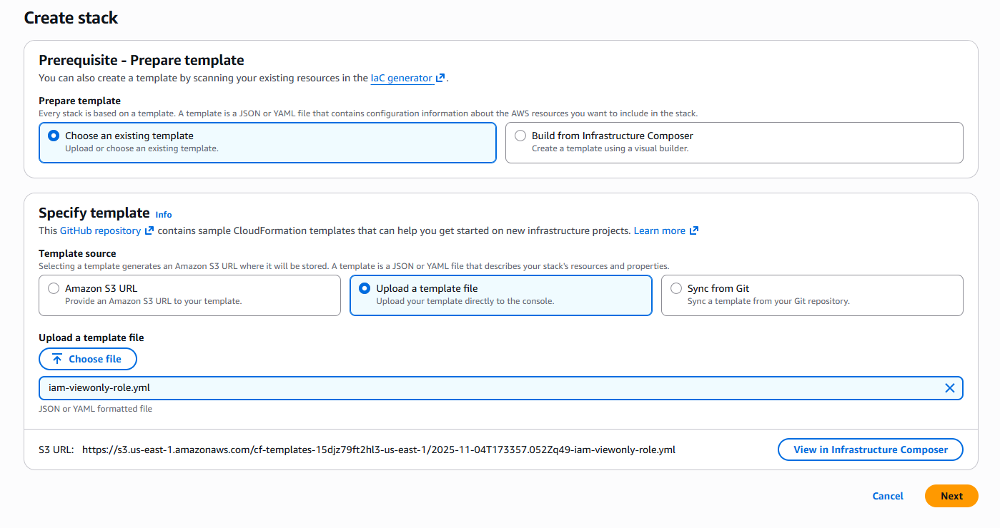 Create stack
Prerequisite - Prepare template
You can also create a template by scanning your existing resources in the IaC generator .
Prepare template
Every stack is based on a template. A template is a JSON or YAML file that contains configuration information about the AWS resources you want to include in the stack.
Choose an existing template
Upload or choose an existing template.
Build from Infrastructure Composer
Create a template using a visual builder.
Specify template Info
This GitHub repository contains sample CloudFormation templates that can help you get started on new infrastructure projects. Learn more
Template source
Selecting a template generates an Amazon S3 URL where it will be stored. A template is a JSON or YAML file that describes your stack's resources and properties.
Amazon S3 URL
Provide an Amazon S3 URL to your template.
Upload a template file
Upload your template directly to the console.
Sync from Git
Sync a template from your Git repository.
Upload a template file
Choose file
iam-viewonly-role.yml
JSON or YAML formatted file
S3 URL: https://s3.us-east-1.amazonaws.com/cf-templates-15djz79ft2hl3-us-east-1/2025-11-04T173357.052Zq49-iam-viewonly-role.yml
View in Infrastructure Composer
Cancel
Next